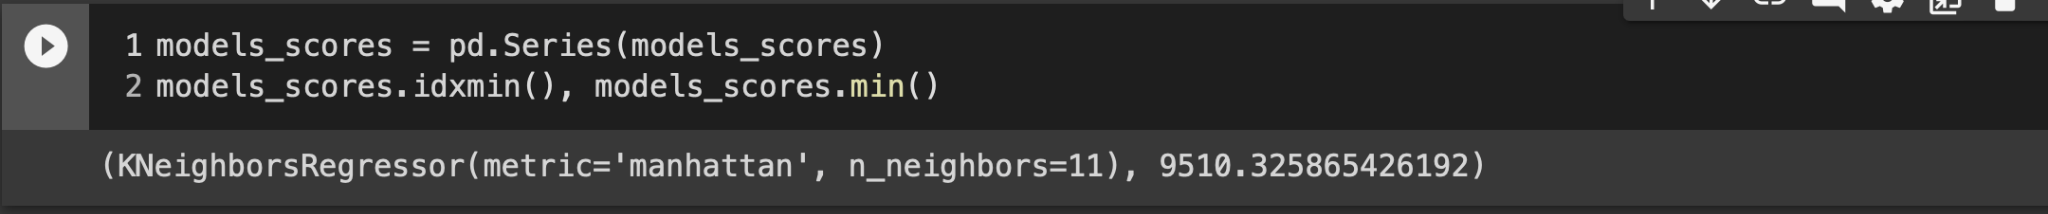 1 models_scores = pd.Series(models_scores)
2 models_scores.idxmin(), models_scores.min()
(KNeighborsRegressor(metric='manhattan', n_neighbors=11), 9510.325865426192)